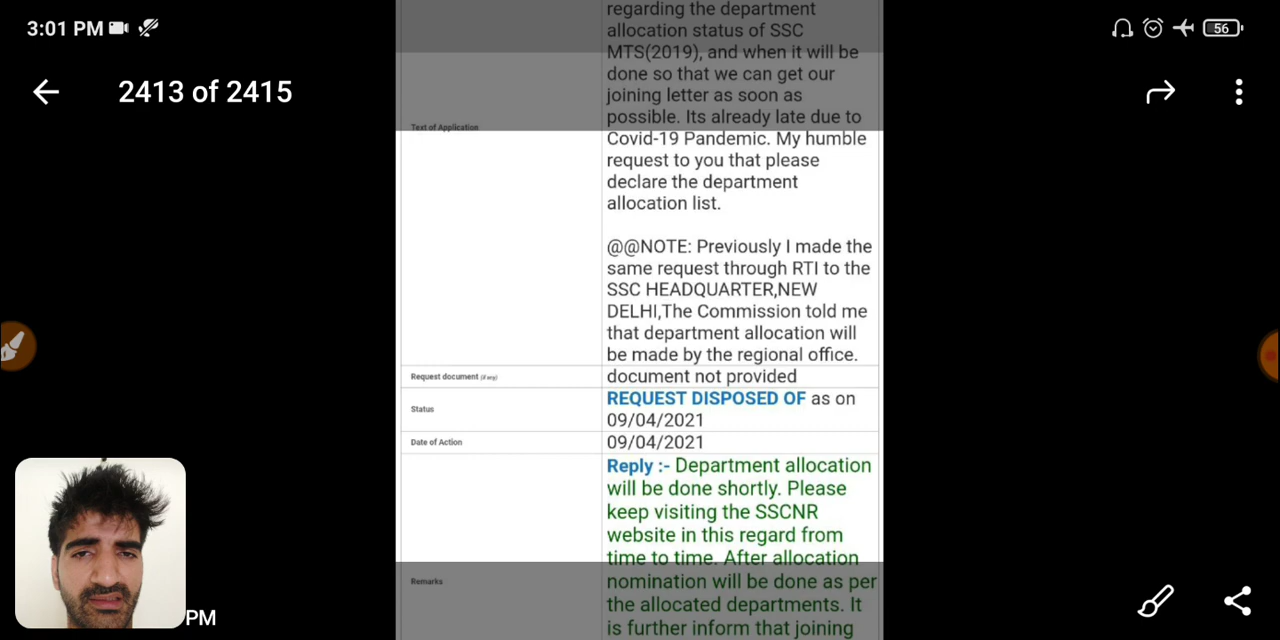 3:01 PM
56
2413 of 2415
regarding the department
allocation status of SSC
MTS(2019), and when it will be
done so that we can get our
joining letter as soon as
possible. Its already late due to
Text of Application
Covid-19 Pandemic. My humble
request to you that please
declare the department
allocation list.
@@NOTE: Previously I made the
same request through RTI to the
SSC HEADQUARTER,NEW
DELHI,The Commission told me
that department allocation will
be made by the regional office.
Request document (if any)
document not provided
Status
REQUEST DISPOSED OF as on
09/04/2021
Date of Action
09/04/2021
Reply :- Department allocation
will be done shortly. Please
keep visiting the SSCNR
website in this regard from
time to time. After allocation
Remarks
nomination will be done as per
the allocated departments. It
is further inform that joining
PM